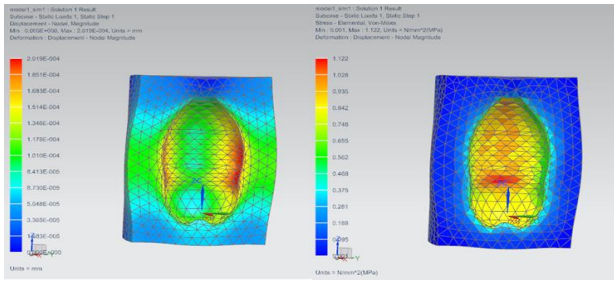 model1_sim1 : Solution 1 Result
Subcase - Static Loads 1, Static Step 1
Displacement - Nodal, Magnitude
Min : 0.000E+000, Max : 2.019E-004, Units = mm
Deformation : Displacement - Nodal Magnitude
2.019E-004
1.851E-004
1.683E-004
1.514E-004
1.346E-004
1.178E-004
1.010E-004
8.413E-005
6.730E-005
5.048E-005
3.365E-005
1.683E-005
Units = mm
model1_sim1 : Solution 1 Result
Subcase - Static Loads 1, Static Step 1
Stress - Elemental, Von-Mises
Min : 0.001, Max : 1.122, Units = N/mm^2(MPa)
Deformation : Displacement - Nodal Magnitude
1.122
1.028
0.935
0.842
0.748
0.655
0.562
0.468
0.375
0.281
0.188
0.095
Units = N/mm^2(MPa)